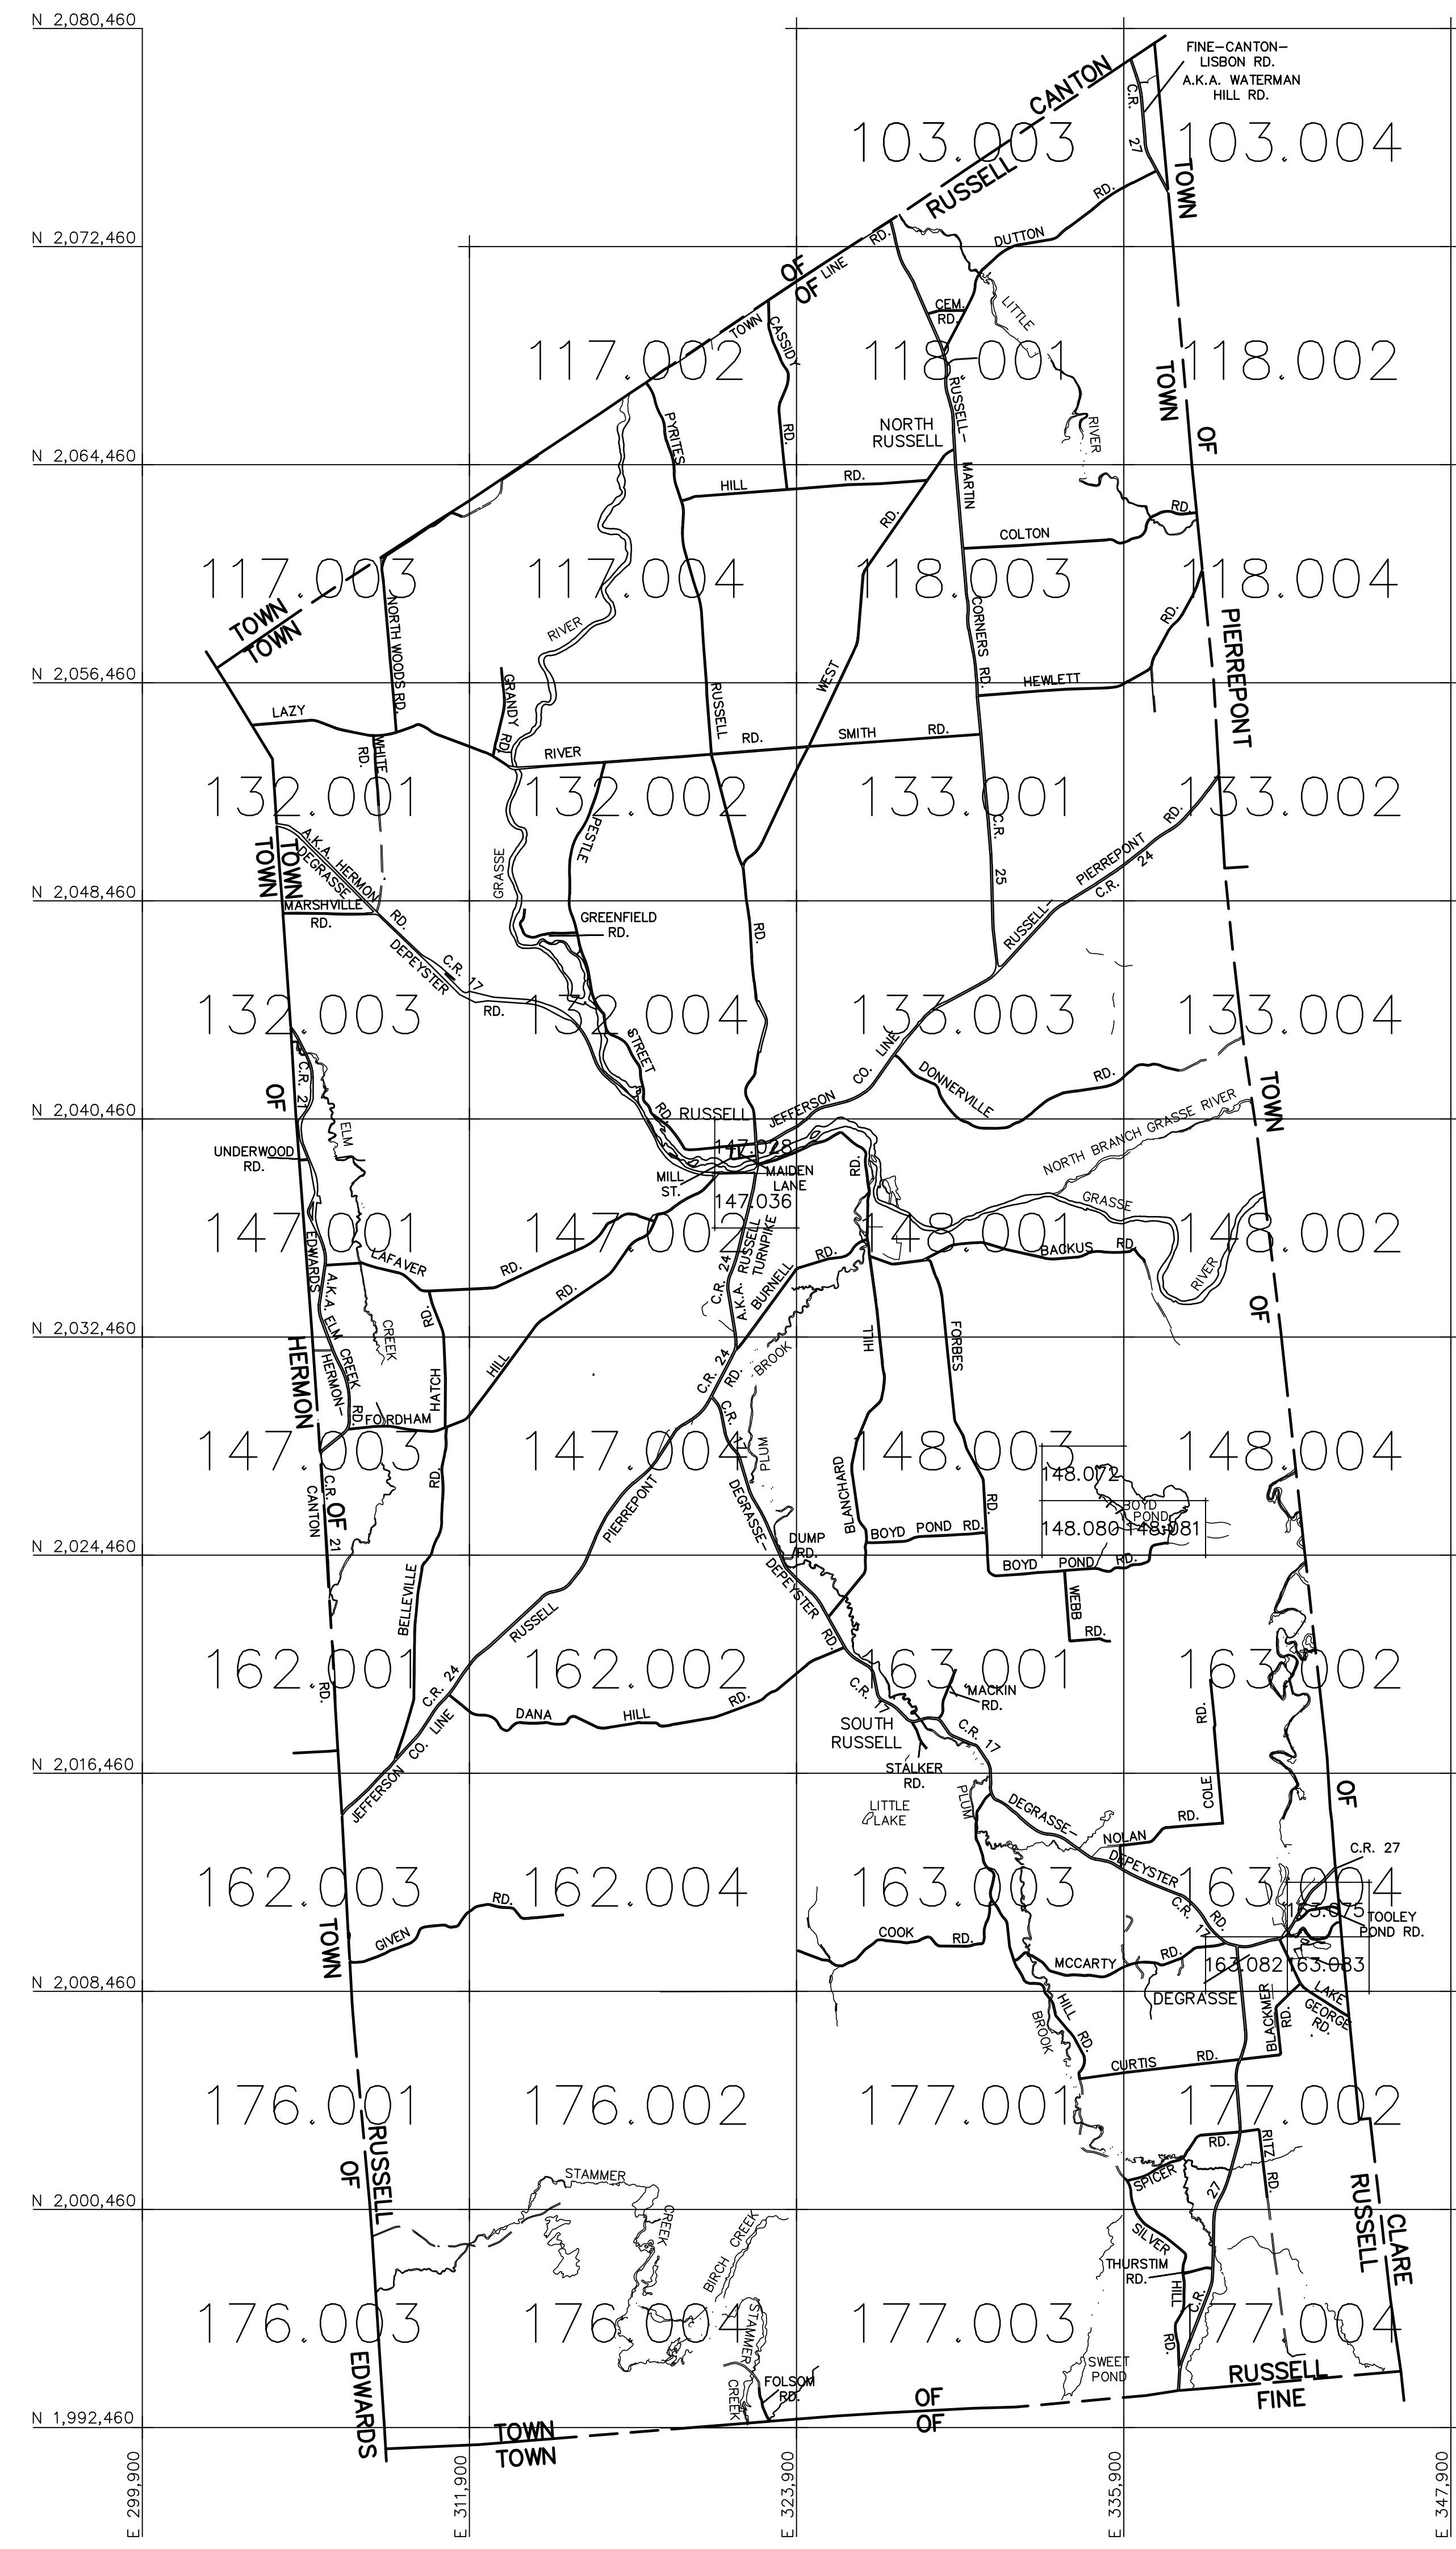 N 2,080,460
FINE-CANTON-
LISBON RD.
A.K.A. WATERMAN
HILL RD.
CANTON
C.R.
27
103.003
103.004
RUSSELL
TOWN
RD.
N 2,072,460
RD.
DUTTON
OF
OF
LINE
LITTLE
CEM.
RD.
TOWN
CASSIDY
117.002
118.001
118.002
TOWN
RUSSELL-
PYRITES
RD.
NORTH
RUSSELL
RIVER
OF
N 2,064,460
MARTIN
HILL
RD.
RD.
RD.
COLTON
117.003
117.004
118.003
118.004
TOWN
TOWN
NORTH WOODS RD.
RIVER
CORNERS RD.
RD.
PIERREPONT
N 2,056,460
GRANDY RD.
RUSSELL
WEST
HEWLETT
LAZY
WHITE
RD.
RIVER
RD.
SMITH
RD.
132.001
132.002
133.001
133.002
PESTLE
C.R.
25
RD.
TOWN
TOWN
A.K.A. HERMON
DEGRASSE
RD.
GRASSE
PIERREPONT
C.R. 24
N 2,048,460
MARSHVILLE
RD.
GREENFIELD
RD.
RD.
RUSSELL-
DEPEYSTER
C.R. 17
RD.
132.003
132.004
133.003
133.004
C.R. 21
OF
STREET
RD.
CO. LINE
DONNERVILLE
RD.
TOWN
N 2,040,460
JEFFERSON
RUSSELL
ELM
UNDERWOOD
RD.
147.028
MAIDEN
LANE
MILL
ST.
RD.
NORTH BRANCH GRASSE RIVER
147.036
GRASSE
147.001
147.002
148.001
148.002
EDWARDS
LAFAVER
RD.
A.K.A. RUSSELL
TURNPIKE
C.R. 24
BURNELL
RD.
BACKUS
RD.
RIVER
OF
A.K.A. ELM CREEK
RD.
RD.
RD.
N 2,032,460
HERMON
CREEK
HILL
BROOK
HILL
FORBES
HERMON-
HATCH
C.R. 24
RD.
FORDHAM
C.R. 17
147.003
147.004
148.003
148.004
RD.
PLUM
148.072
C.R.
OF
21
CANTON
PIERREPONT
DEGRASSE-
BLANCHARD
RD.
BOYD
POND
148.080
148.081
BOYD POND RD.
DUMP
RD.
N 2,024,460
BOYD POND RD.
DEPEYSTER
RD.
BELLEVILLE
RUSSELL
WEBB
RD.
162.001
162.002
163.001
163.002
RD.
C.R. 24
CO. LINE
DANA HILL RD.
C.R. 17
MACKIN
RD.
RD.
SOUTH
RUSSELL
C.R. 17
N 2,016,460
STALKER
RD.
JEFFERSON
LITTLE
LAKE
PLUM
DEGRASSE-
COLE
OF
NOLAN
RD.
C.R. 27
DEPEYSTER
162.003
162.004
163.003
163.004
C.R. 17
RD.
163.075
TOOLEY
POND RD.
TOWN
GIVEN
RD.
COOK
RD.
MCCARTY
RD.
163.082
163.083
N 2,008,460
DEGRASSE
LAKE
GEORGE
RD.
BLACKMER
RD.
HILL
RD.
BROOK
CURTIS
RD.
176.001
176.002
177.001
177.002
RUSSELL
OF
RD.
RITZ
RD.
STAMMER
SPICER
N 2,000,460
27
CREEK
BIRCH CREEK
SILVER
THURSTIM
RD.
CLARE
RUSSELL
HILL
C.R.
176.003
176.004
177.003
177.004
STAMMER
CREEK
RD.
EDWARDS
SWEET
POND
RUSSELL
FINE
FOLSOM
RD.
OF
OF
N 1,992,460
TOWN
TOWN
E 299,900
E 311,900
E 323,900
E 335,900
E 347,900